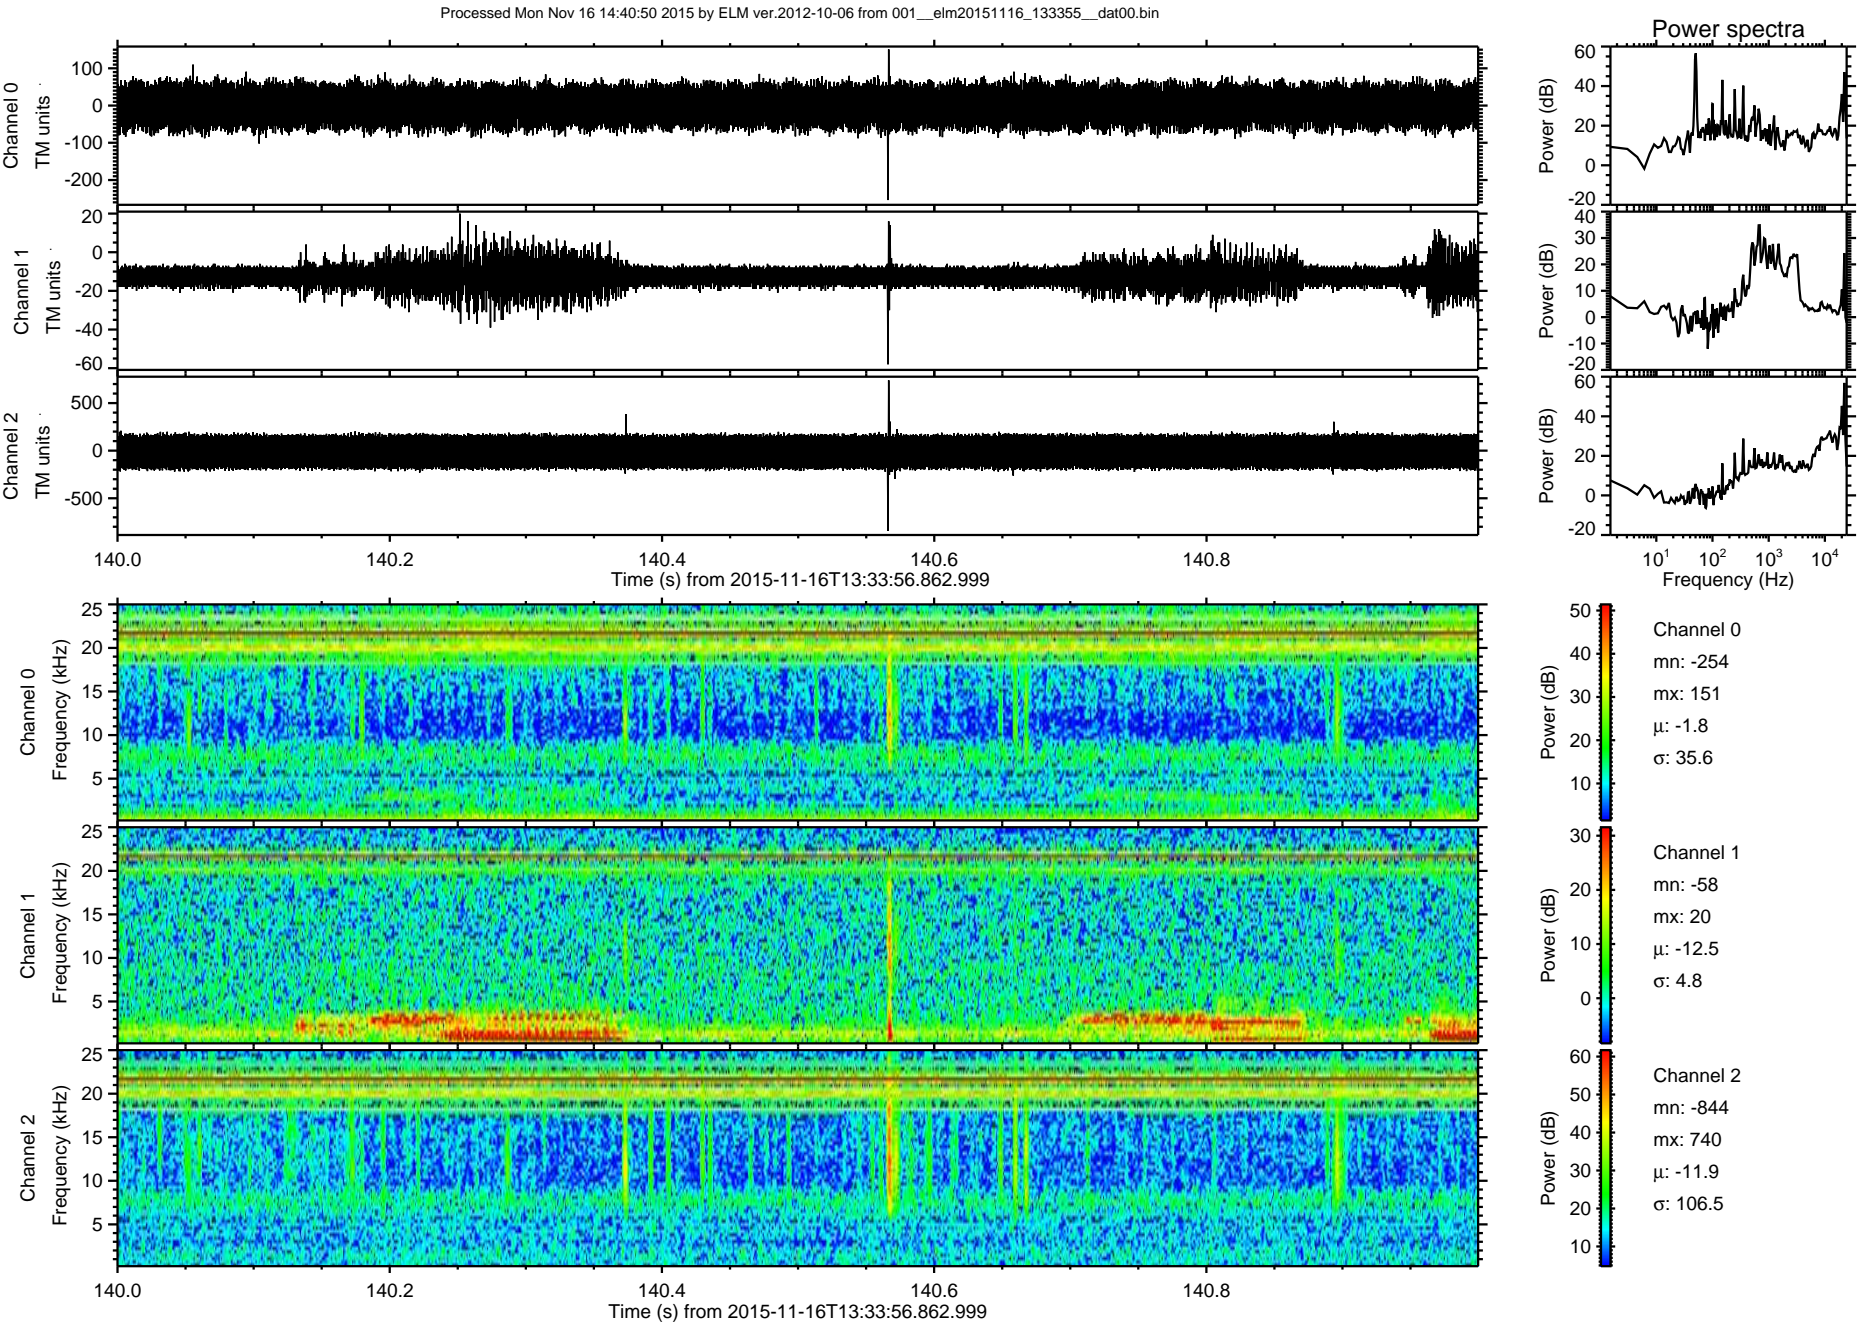 Processed Mon Nov 16 14:40:50 2015 by ELM ver.2012-10-06 from 001__elm20151116_133355__dat00.bin
Power spectra
Channel 0
TM units
100
0
-100
-200
Power (dB)
60
40
20
0
-20
Channel 1
TM units
20
0
-20
-40
-60
Power (dB)
40
30
20
10
0
-10
-20
Channel 2
TM units
500
0
-500
Power (dB)
60
40
20
0
-20
140.0 140.2 140.4 140.6 140.8
Time (s) from 2015-11-16T13:33:56.862.999
10¹ 10² 10³ 10⁴
Frequency (Hz)
Channel 0
Frequency (kHz)
25
20
15
10
5
Power (dB)
50
40
30
20
10
Channel 0
mn: -254
mx: 151
μ: -1.8
σ: 35.6
Channel 1
Frequency (kHz)
25
20
15
10
5
Power (dB)
30
20
10
0
Channel 1
mn: -58
mx: 20
μ: -12.5
σ: 4.8
Channel 2
Frequency (kHz)
25
20
15
10
5
Power (dB)
60
50
40
30
20
10
Channel 2
mn: -844
mx: 740
μ: -11.9
σ: 106.5
140.0 140.2 140.4 140.6 140.8
Time (s) from 2015-11-16T13:33:56.862.999